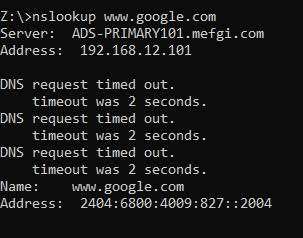 Z:\>nslookup www.google.com
Server:  ADS-PRIMARY101.mefgi.com
Address:  192.168.12.101
DNS request timed out.
    timeout was 2 seconds.
DNS request timed out.
    timeout was 2 seconds.
DNS request timed out.
    timeout was 2 seconds.
Name:    www.google.com
Address:  2404:6800:4009:827::2004